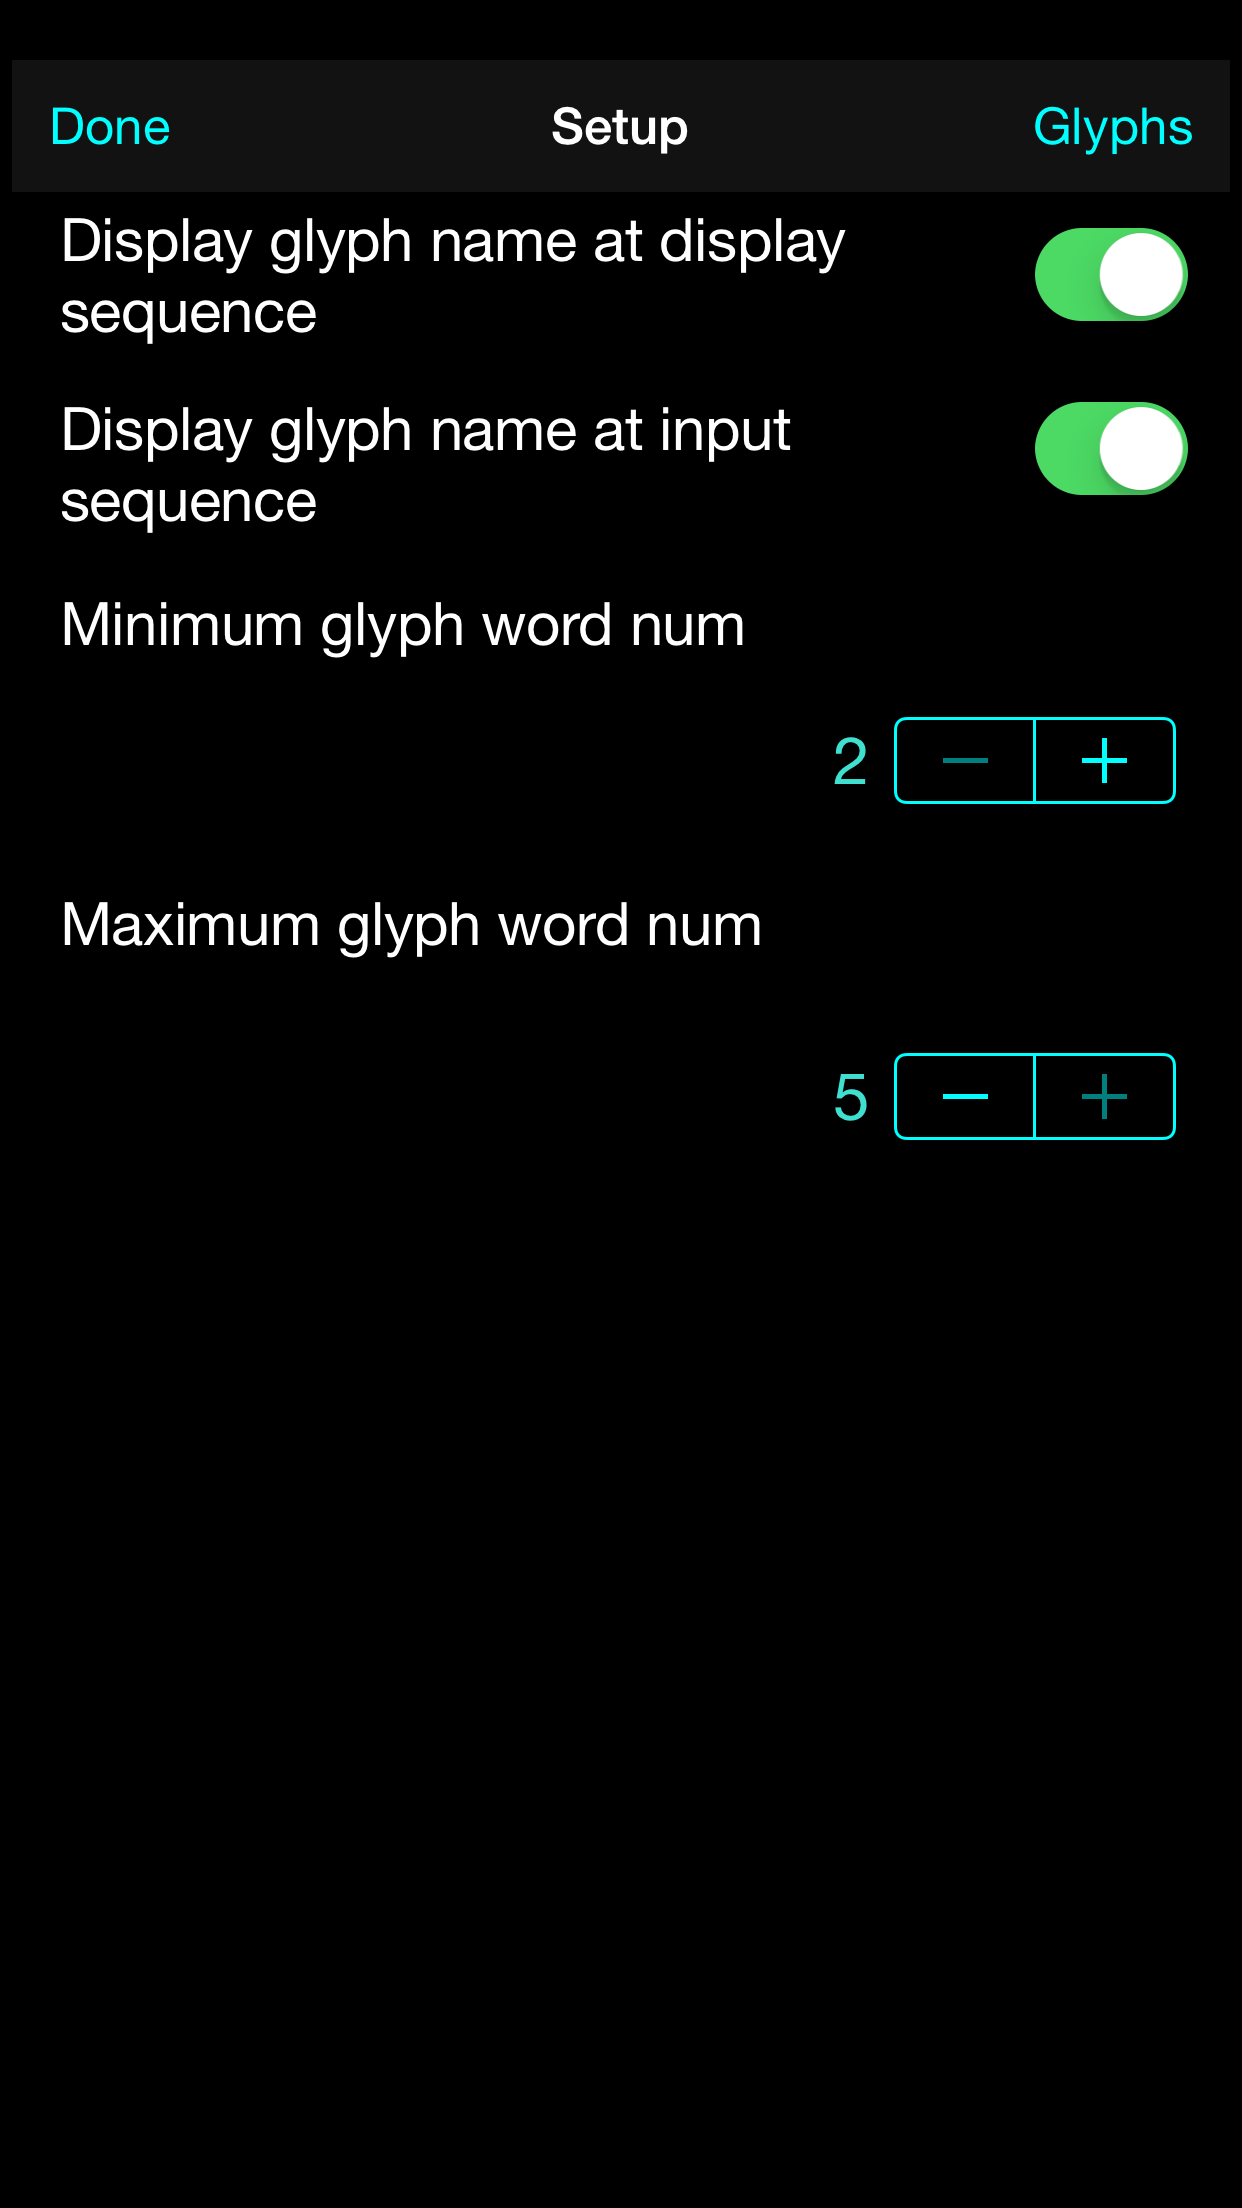 Done Setup Glyphs
Display glyph name at display
sequence
Display glyph name at input
sequence
Minimum glyph word num
2 − +
Maximum glyph word num
5 − +